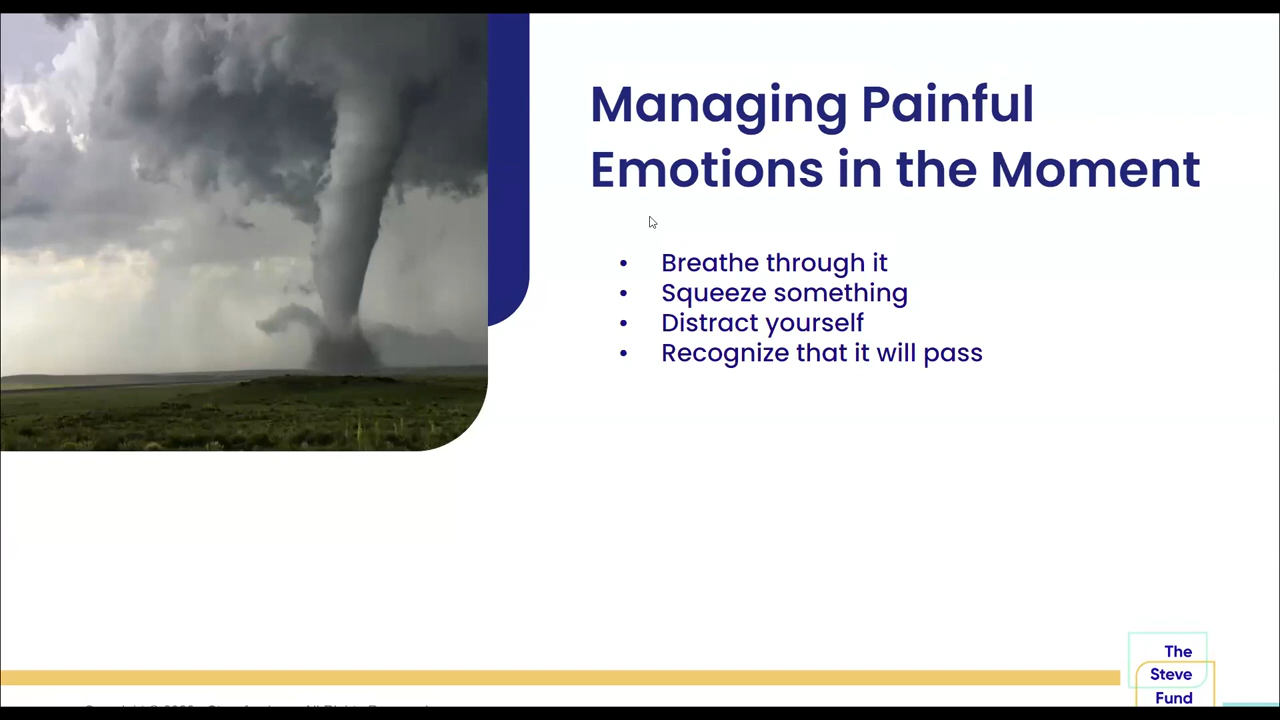 Managing Painful
Emotions in the Moment
• Breathe through it
• Squeeze something
• Distract yourself
• Recognize that it will pass
The
Steve
Fund